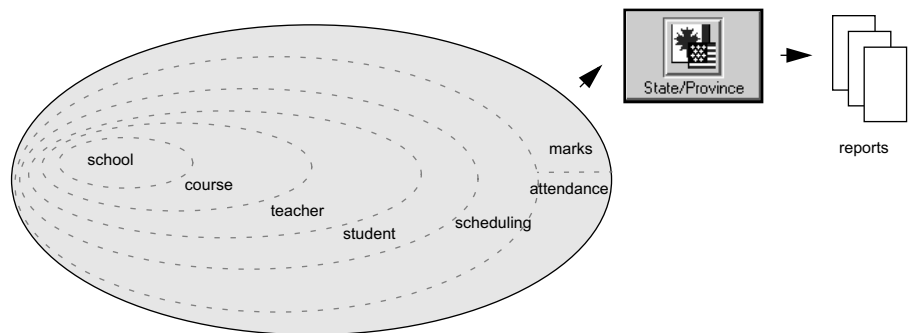 State/Province
marks
reports
school
course
attendance
teacher
scheduling
student